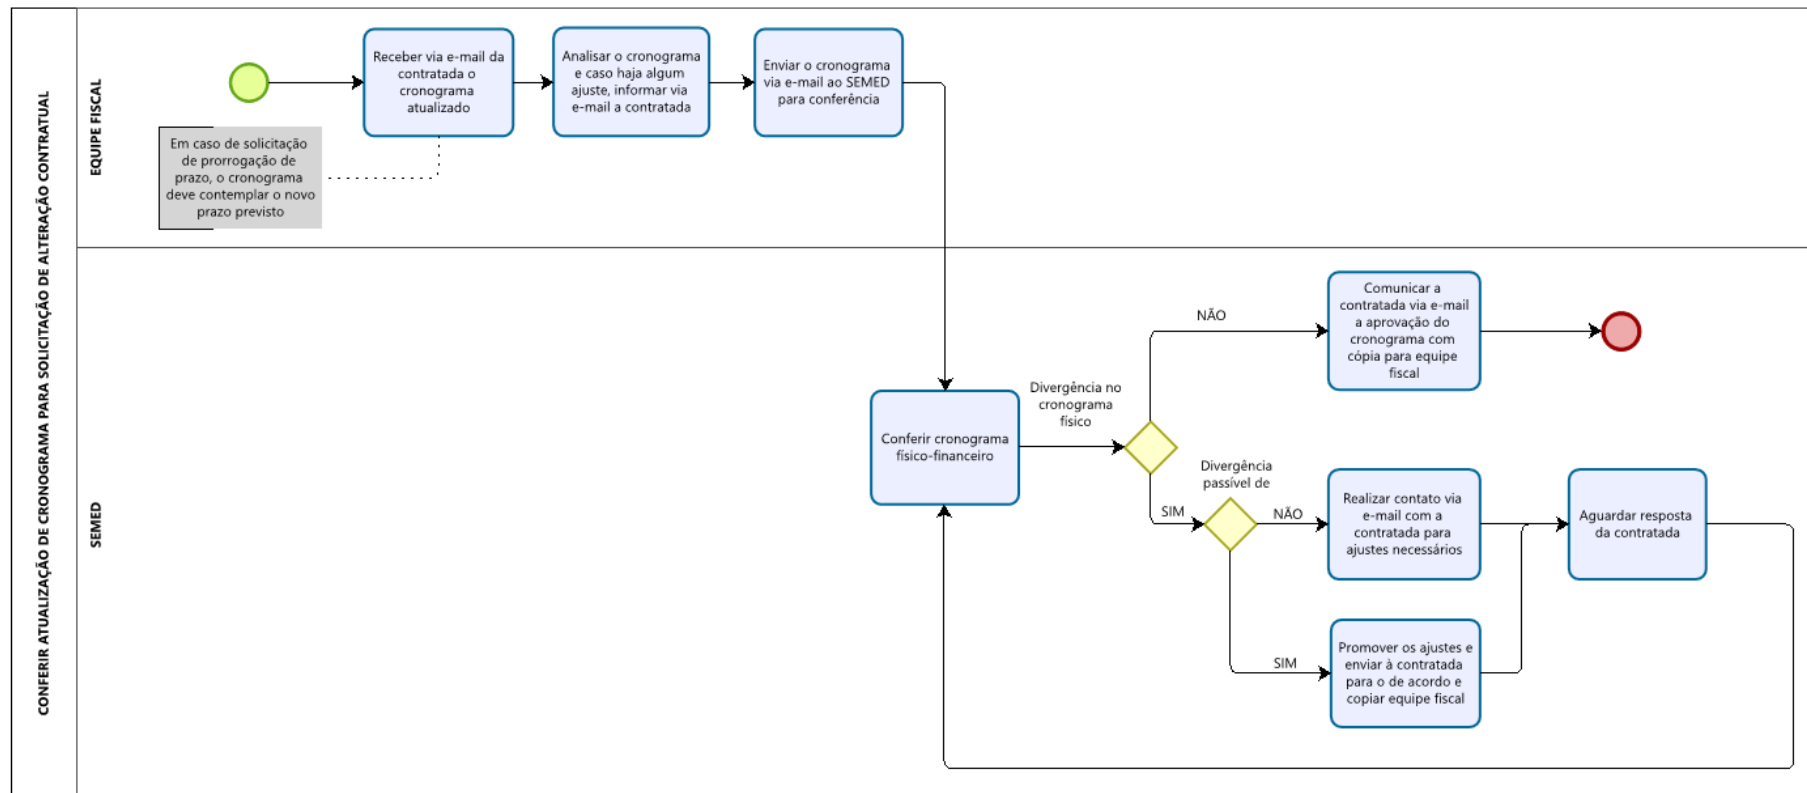 CONFERIR ATUALIZAÇÃO DE CRONOGRAMA PARA SOLICITAÇÃO DE ALTERAÇÃO CONTRATUAL
EQUIPE FISCAL
Receber via e-mail da
contratada o
cronograma
atualizado
Analisar o cronograma
e caso haja algum
ajuste, informar via
e-mail a contratada
Enviar o cronograma
via e-mail ao SEMED
para conferência
Em caso de solicitação
de prorrogação de
prazo, o cronograma
deve contemplar o novo
prazo previsto
SEMED
Conferir cronograma
físico-financeiro
Divergência no
cronograma
físico
NÃO
Comunicar a
contratada via e-mail
a aprovação do
cronograma com
cópia para equipe
fiscal
SIM
Divergência
passível de
NÃO
Realizar contato via
e-mail com a
contratada para
ajustes necessários
Aguardar resposta
da contratada
SIM
Promover os ajustes e
enviar à contratada
para o de acordo e
copiar equipe fiscal